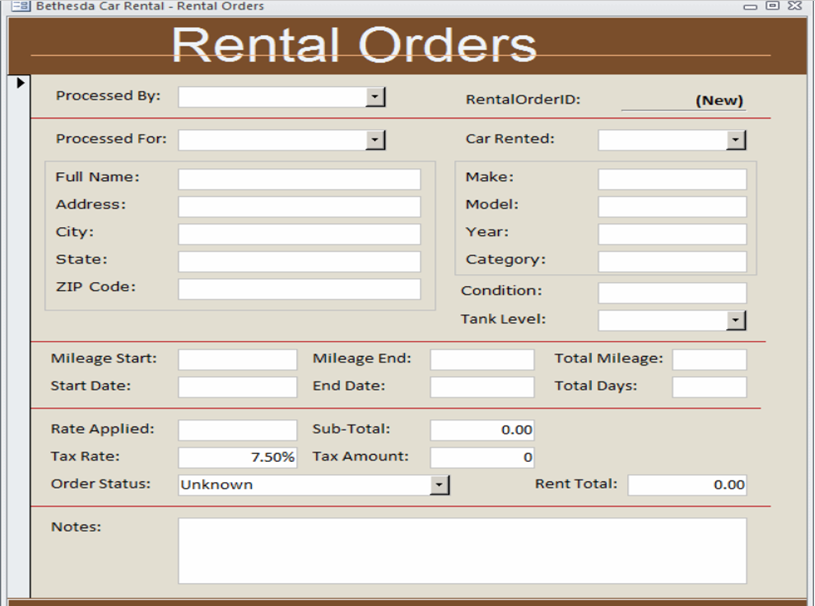 Bethesda Car Rental - Rental Orders
Rental Orders
Processed By: RentalOrderID: (New)
Processed For: Car Rented:
Full Name: Make:
Address: Model:
City: Year:
State: Category:
ZIP Code: Condition:
Tank Level:
Mileage Start: Mileage End: Total Mileage:
Start Date: End Date: Total Days:
Rate Applied: Sub-Total: 0.00
Tax Rate: 7.50% Tax Amount: 0
Order Status: Unknown Rent Total: 0.00
Notes: